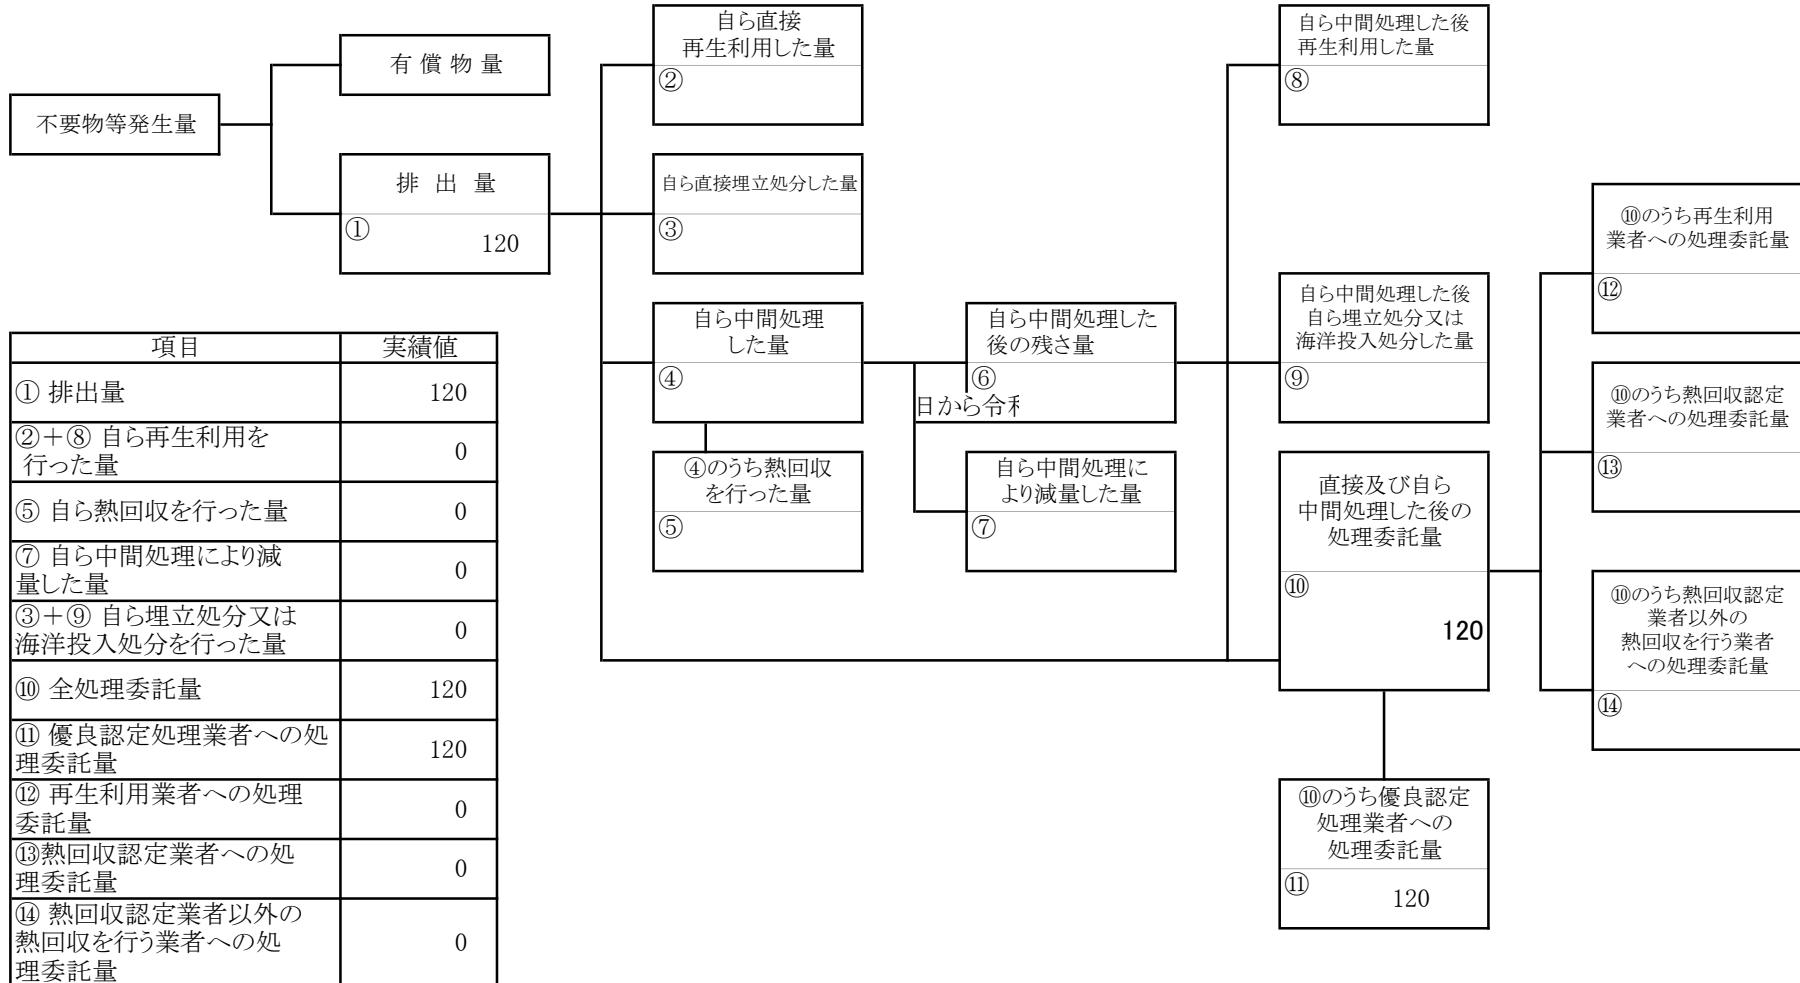 不要物等発生量
有償物量
排出量
①
120
自ら直接
再生利用した量
②
自ら直接埋立処分した量
③
自ら中間処理
した量
④
④のうち熱回収
を行った量
⑤
自ら中間処理した
後の残さ量
⑥
日から令和
自ら中間処理に
より減量した量
⑦
自ら中間処理した後
再生利用した量
⑧
自ら中間処理した後
自ら埋立処分又は
海洋投入処分した量
⑨
直接及び自ら
中間処理した後の
処理委託量
⑩
120
⑩のうち優良認定
処理業者への
処理委託量
⑪
120
⑩のうち再生利用
業者への処理委託量
⑫
⑩のうち熱回収認定
業者への処理委託量
⑬
⑩のうち熱回収認定
業者以外の
熱回収を行う業者
への処理委託量
⑭
項目 実績値
① 排出量 120
②+⑧ 自ら再生利用を
行った量 0
⑤ 自ら熱回収を行った量 0
⑦ 自ら中間処理により減
量した量 0
③+⑨ 自ら埋立処分又は
海洋投入処分を行った量 0
⑩ 全処理委託量 120
⑪ 優良認定処理業者への処
理委託量 120
⑫ 再生利用業者への処理
委託量 0
⑬熱回収認定業者への処
理委託量 0
⑭ 熱回収認定業者以外の
熱回収を行う業者への処
理委託量 0